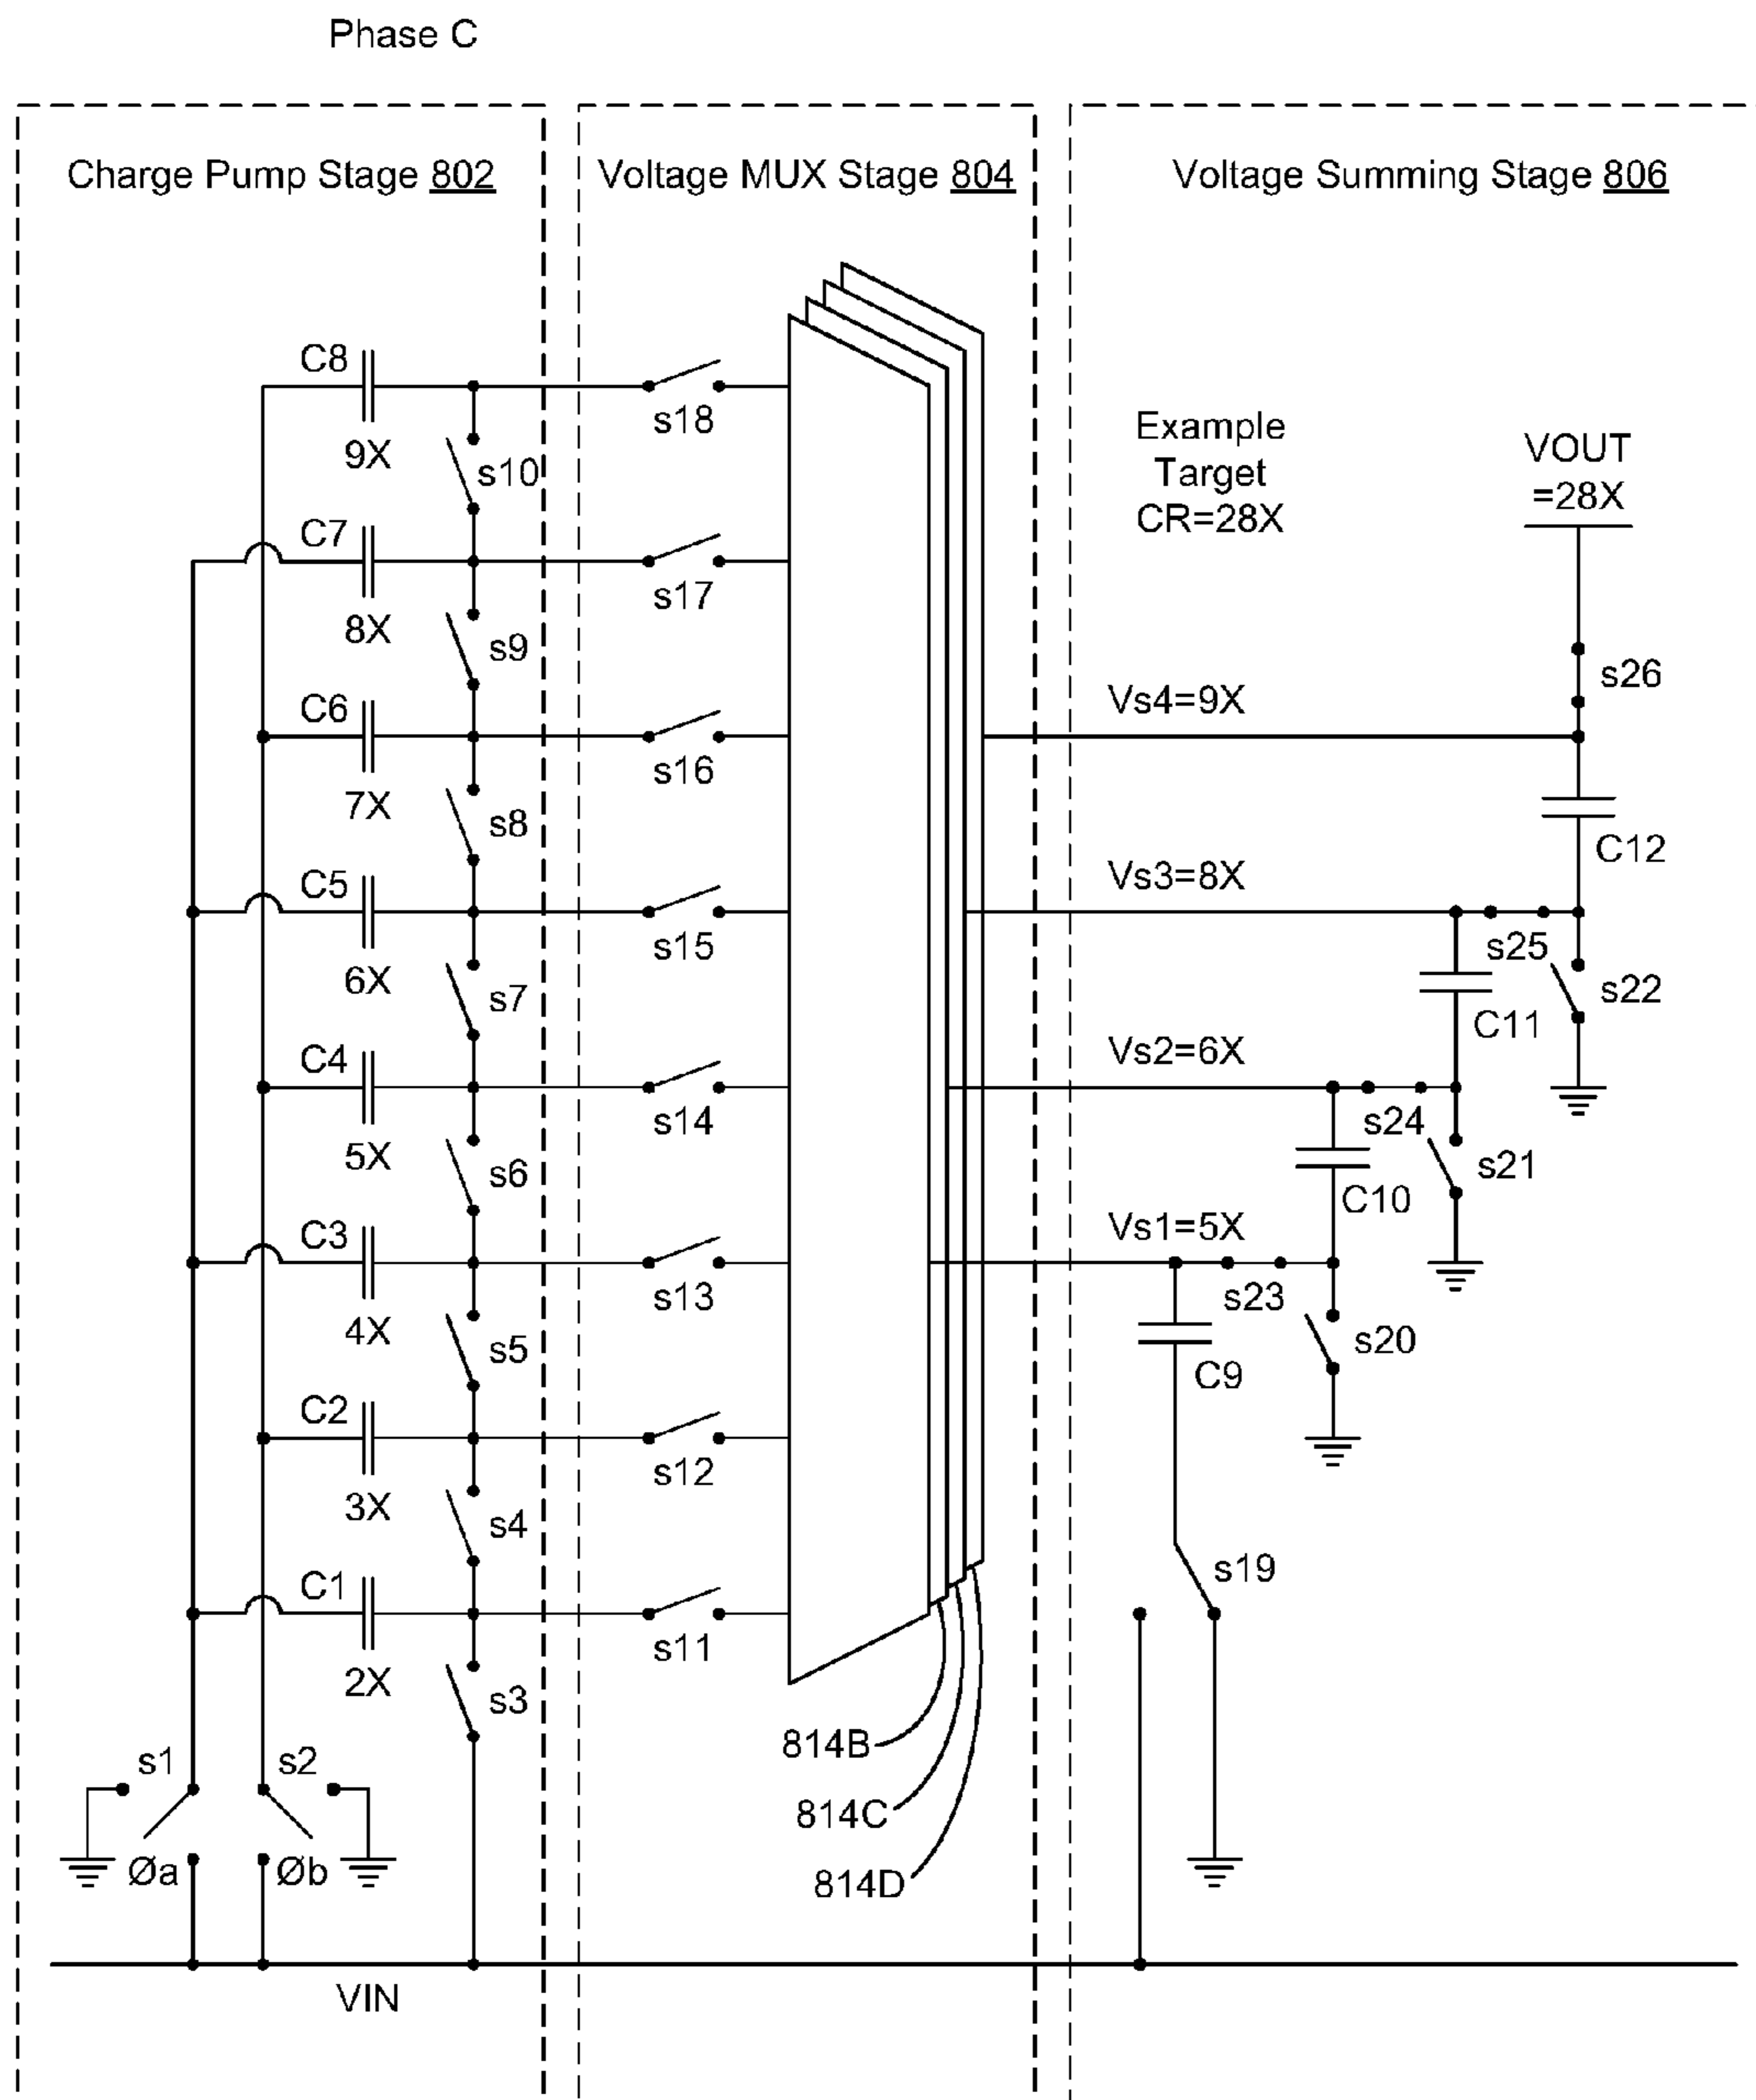 Phase C
Charge Pump Stage 802
Voltage MUX Stage 804
Voltage Summing Stage 806
C8
9X
s10
s18
Example
Target
CR=28X
VOUT
=28X
C7
8X
s9
s17
s26
C6
7X
s8
s16
Vs4=9X
C12
C5
6X
s7
s15
Vs3=8X
s25
s22
C11
C4
5X
s6
s14
Vs2=6X
s24
s21
C10
C3
4X
s5
s13
Vs1=5X
s23
s20
C9
C2
3X
s4
s12
C1
2X
s3
s11
s19
814B
814C
814D
s1
s2
Øa
Øb
VIN